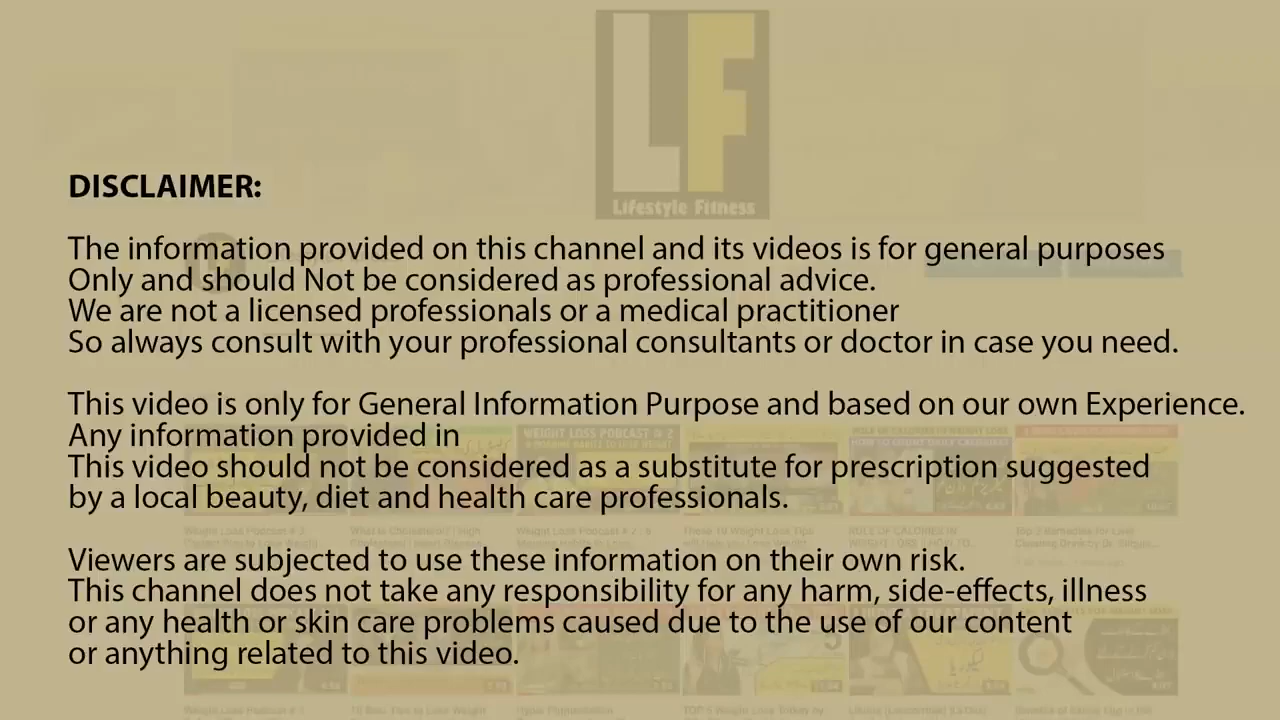 LF
Lifestyle Fitness
DISCLAIMER:
The information provided on this channel and its videos is for general purposes
Only and should Not be considered as professional advice.
We are not a licensed professionals or a medical practitioner
So always consult with your professional consultants or doctor in case you need.
This video is only for General Information Purpose and based on our own Experience.
Any information provided in
This video should not be considered as a substitute for prescription suggested
by a local beauty, diet and health care professionals.
Viewers are subjected to use these information on their own risk.
This channel does not take any responsibility for any harm, side-effects, illness
or any health or skin care problems caused due to the use of our content
or anything related to this video.
WEIGHT LOSS PODCAST # 2